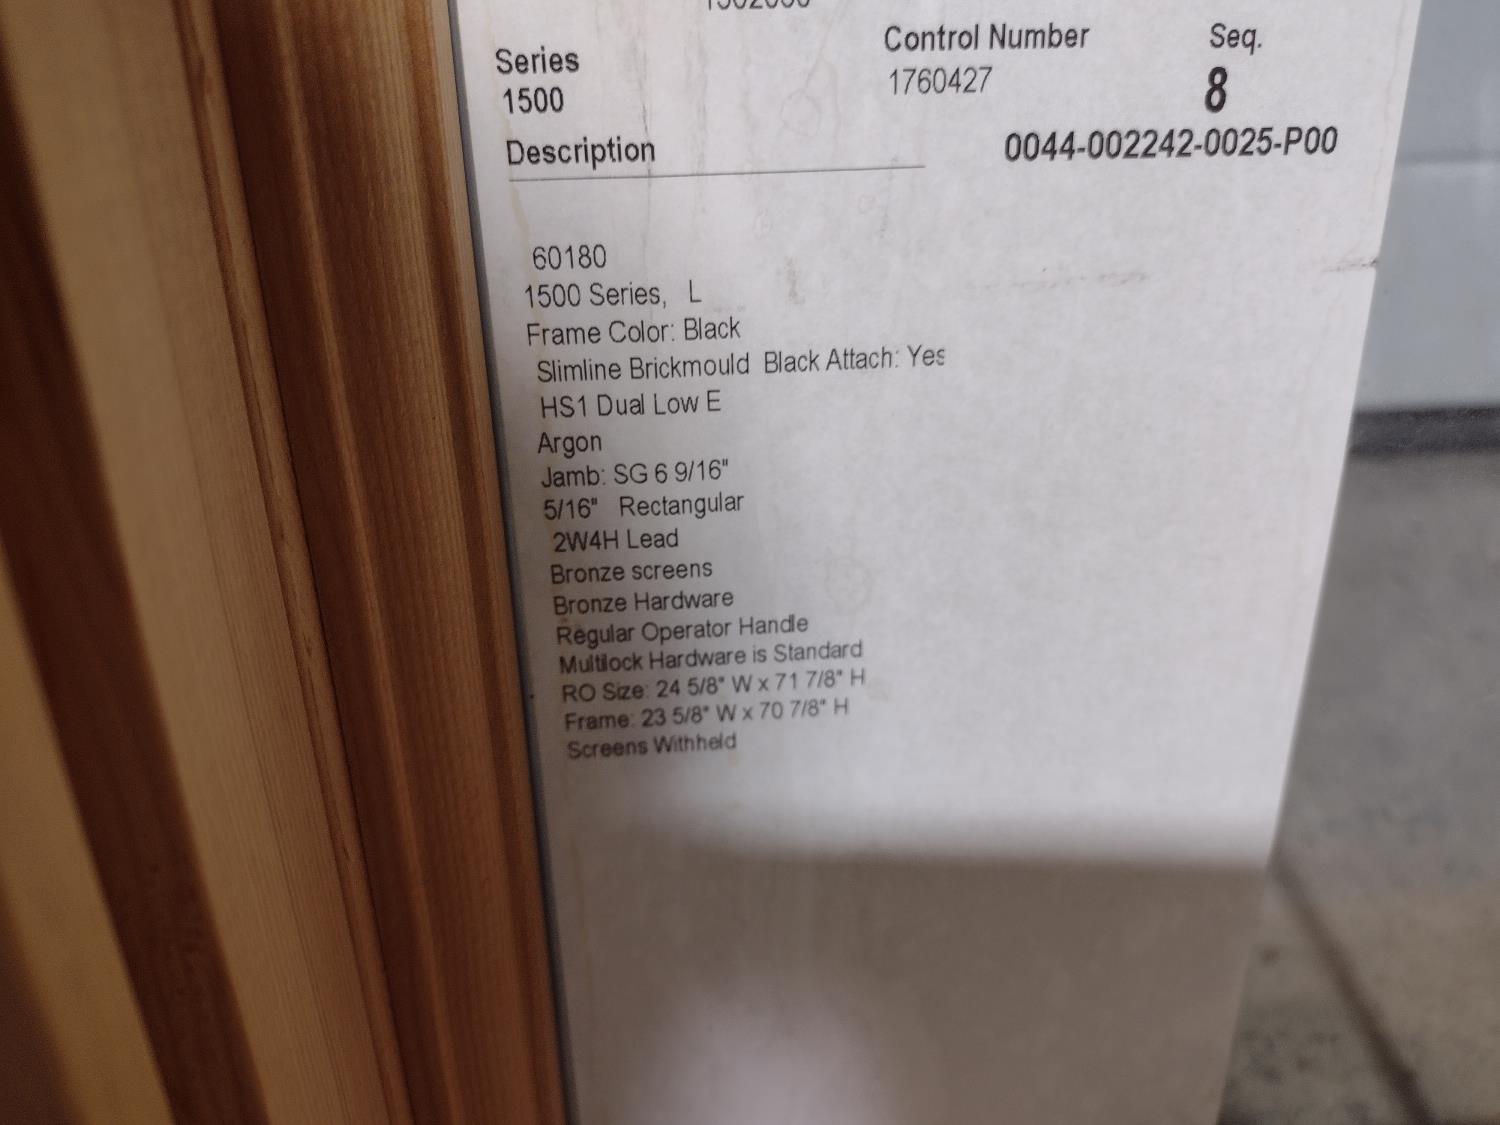 Series
Control Number
Seq.
1500
1760427
8
Description
0044-002242-0025-P00
60180
1500 Series, L
Frame Color: Black
Slimline Brickmould Black Attach: Yes
HS1 Dual Low E
Argon
Jamb: SG 6 9/16"
5/16" Rectangular
2W4H Lead
Bronze screens
Bronze Hardware
Regular Operator Handle
Multilock Hardware is Standard
RO Size: 24 5/8" W x 71 7/8" H
Frame: 23 5/8" W x 70 7/8" H
Screens Withheld